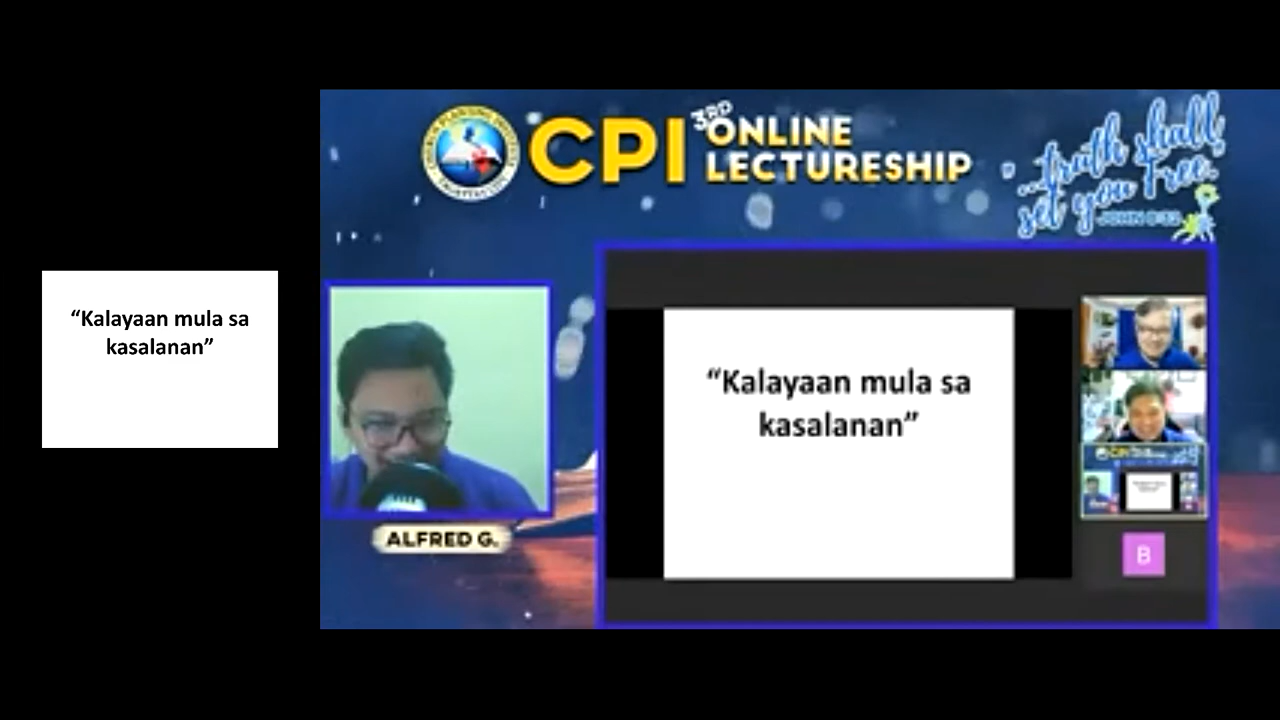 “Kalayaan mula sa
kasalanan”
CPI 3RD ONLINE
LECTURESHIP
"...truth shall
set you free."
JOHN 8:32
ALFRED G.
“Kalayaan mula sa
kasalanan”
B